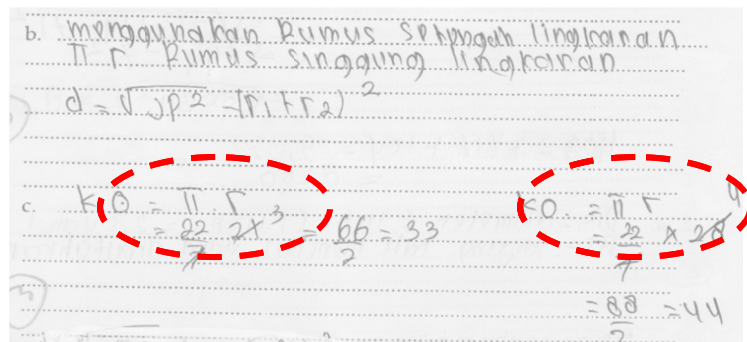 b. menggunakan Rumus setengah lingkaran
π r Rumus singgung lingkaran
d = √jp² - (r₁+r₂)²
c. kO = π r
= 22/7 21 3 = 66/2 = 33
kO. = π r
= 22/7 × 28 4
= 88/2 = 44